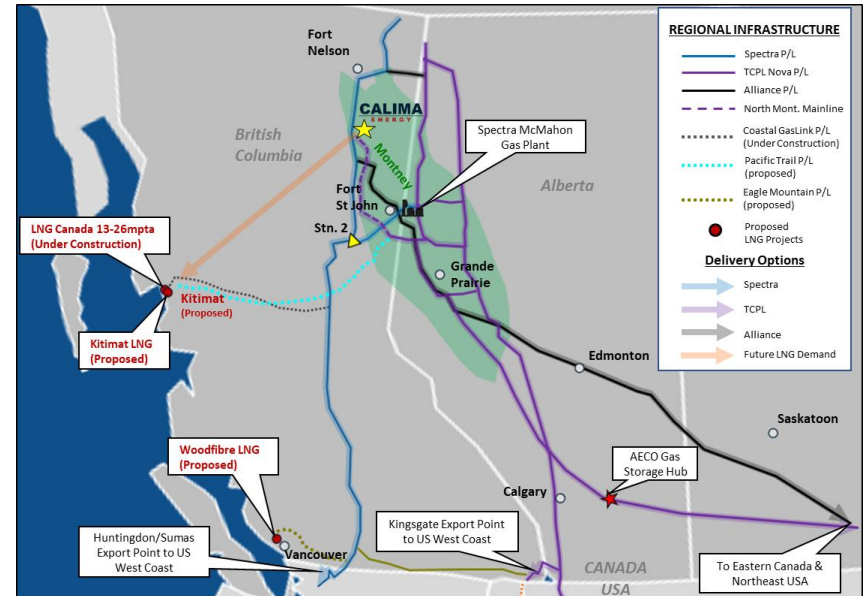 Fort
Nelson
CALIMA
ENERGY
British
Columbia
Montney
Spectra McMahon
Gas Plant
Alberta
Fort
St John
Stn. 2
LNG Canada 13-26mpta
(Under Construction)
Kitimat
(Proposed)
Kitimat LNG
(Proposed)
Grande
Prairie
Edmonton
Saskatoon
Woodfibre LNG
(Proposed)
AECO Gas
Storage Hub
Calgary
Huntingdon/Sumas
Export Point to US
West Coast
Vancouver
Kingsgate Export Point
to US West Coast
CANADA
USA
To Eastern Canada &
Northeast USA
REGIONAL INFRASTRUCTURE
Spectra P/L
TCPL Nova P/L
Alliance P/L
North Mont. Mainline
Coastal GasLink P/L
(Under Construction)
Pacific Trail P/L
(proposed)
Eagle Mountain P/L
(proposed)
Proposed
LNG Projects
Delivery Options
Spectra
TCPL
Alliance
Future LNG Demand